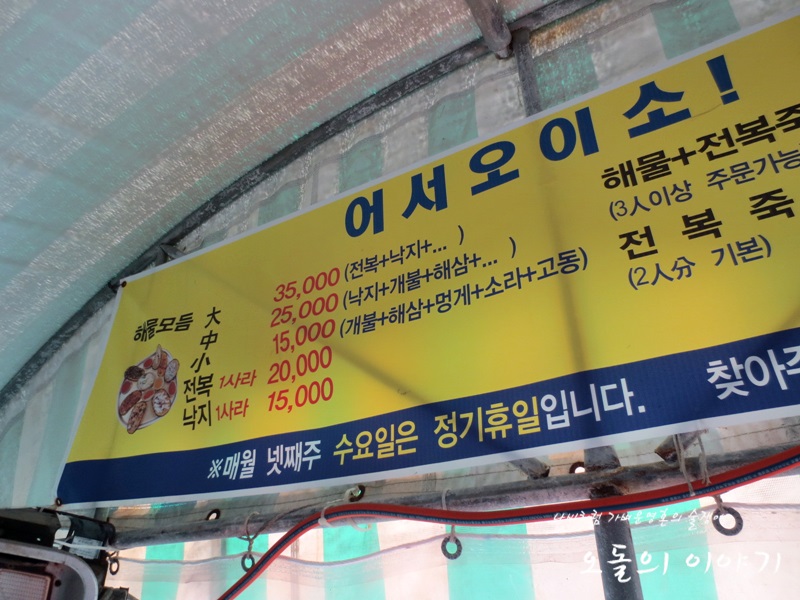 어서오이소!
해물모듬 大 35,000 (전복+낙지+... )
中 25,000 (낙지+개불+해삼+... )
小 15,000 (개불+해삼+멍게+소라+고동)
전복 1사라 20,000
낙지 1사라 15,000
해물+전복죽
(3人이상 주문가능
전복죽
(2人分 기본)
※매월 넷째주 수요일은 정기휴일입니다. 찾아주
오돌의 이야기